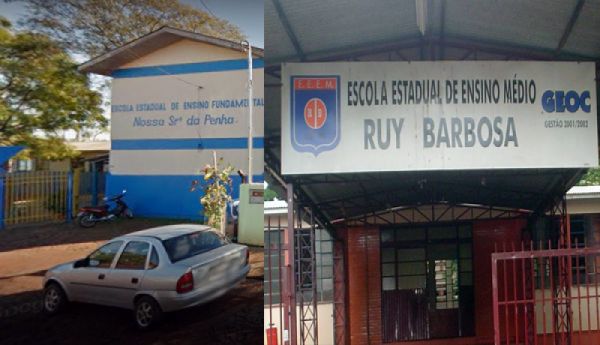 ESCOLA ESTADUAL DE ENSINO FUNDAMENTAL
Nossa Srª da Penha
E.E.E.M.
R B
ESCOLA ESTADUAL DE ENSINO MÉDIO
RUY BARBOSA
GEOC
GESTÃO 2001/2002